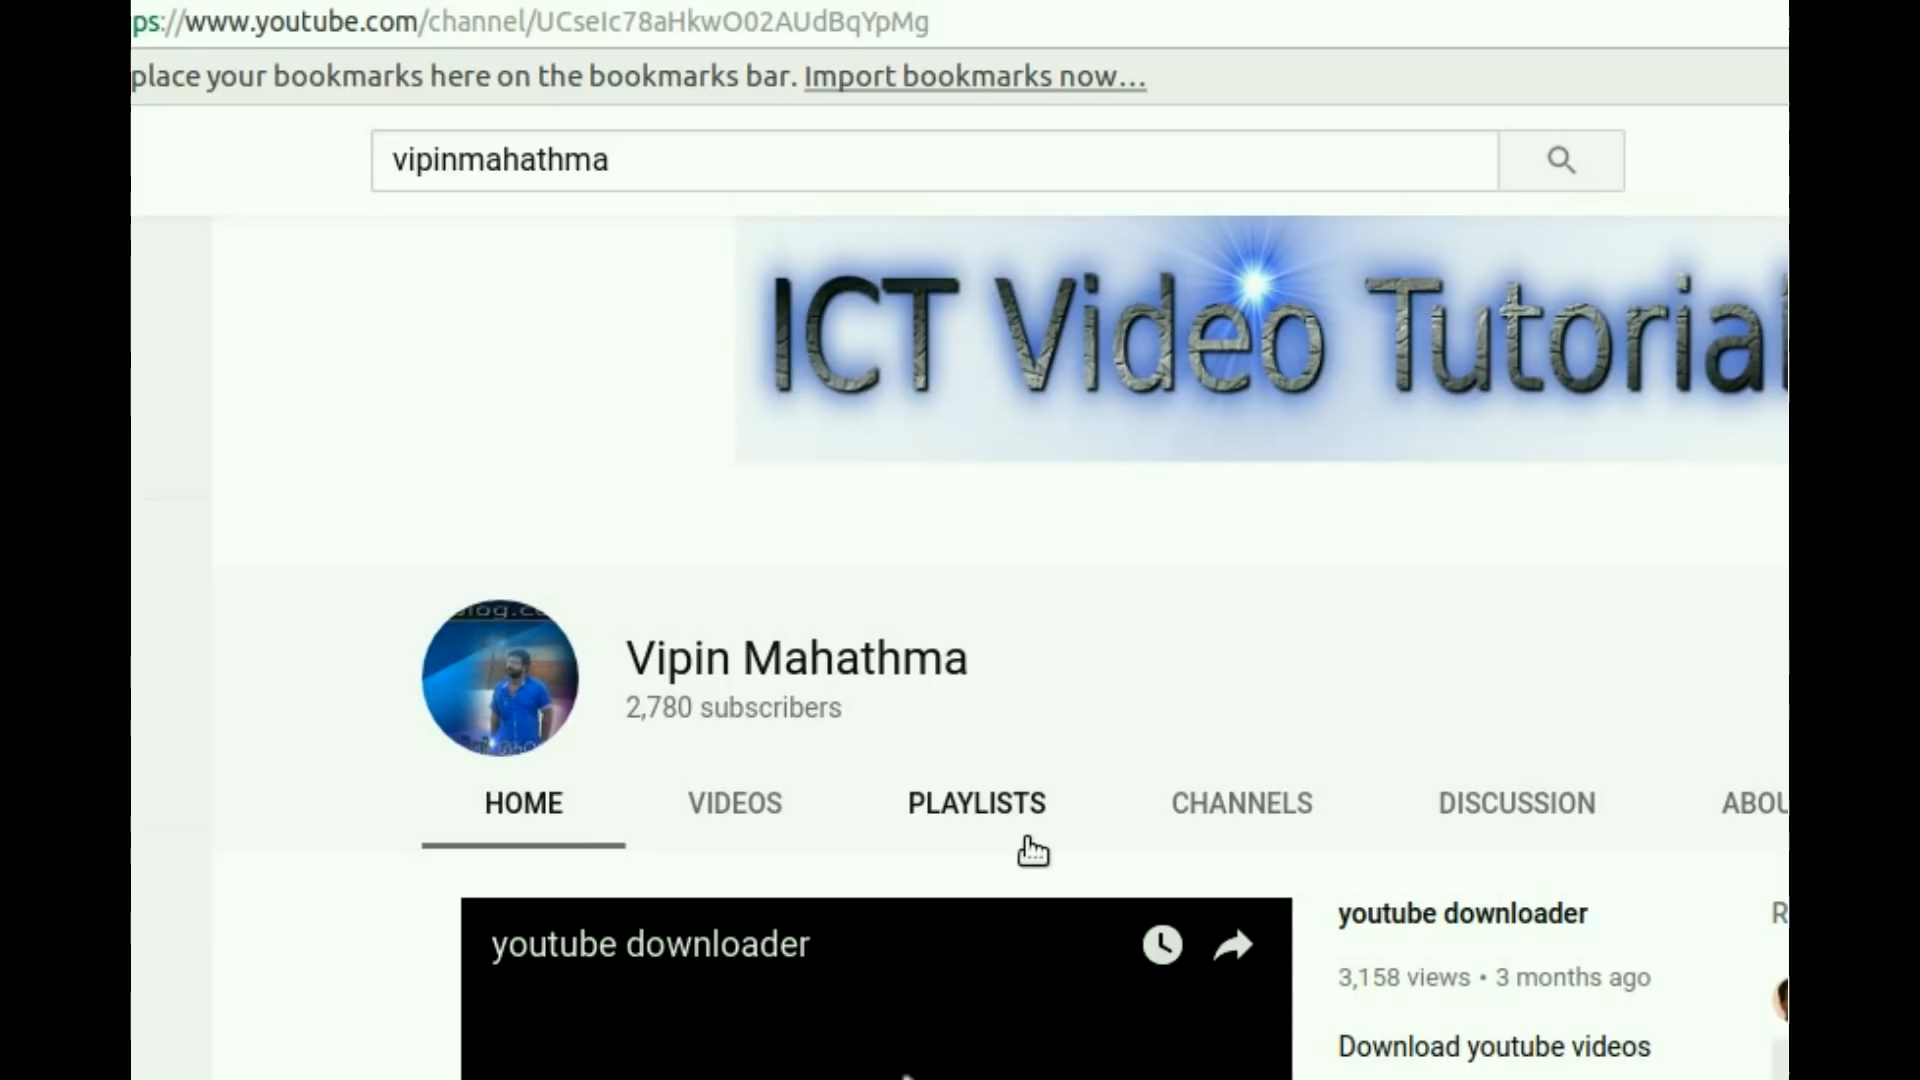 ps://www.youtube.com/channel/UCseIc78aHkwO02AUdBqYpMg
place your bookmarks here on the bookmarks bar. Import bookmarks now...
vipinmahathma
ICT Video Tutorial
Vipin Mahathma
2,780 subscribers
HOME VIDEOS PLAYLISTS CHANNELS DISCUSSION ABOU
youtube downloader
youtube downloader
R
3,158 views • 3 months ago
Download youtube videos